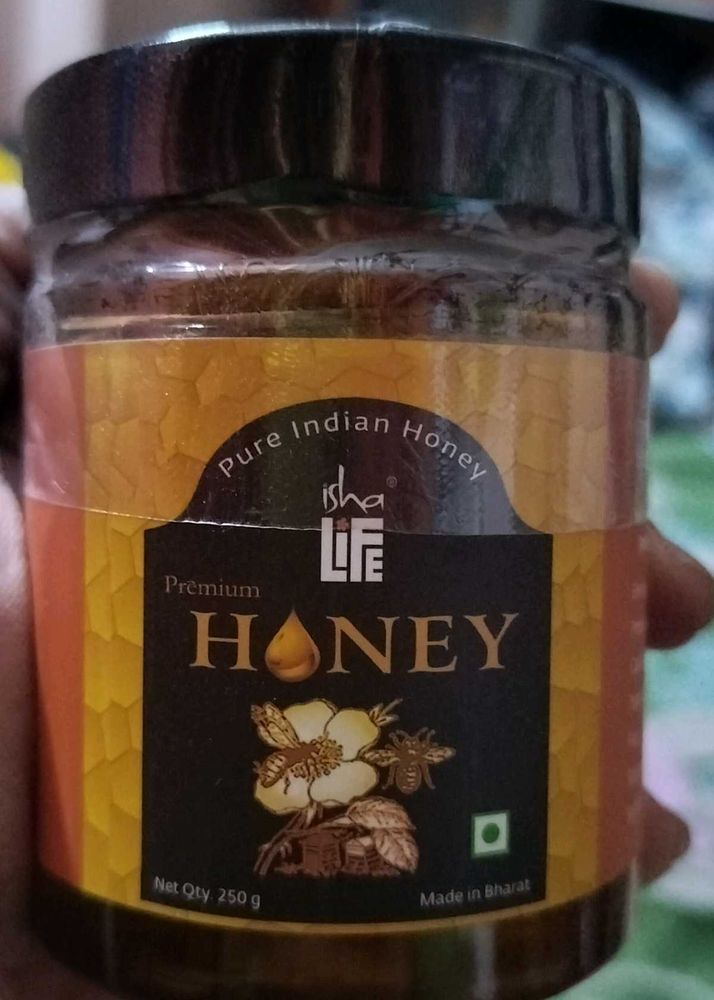 Pure Indian Honey
isha®
LiFE
Premium
HONEY
Net Qty. 250 g
Made in Bharat